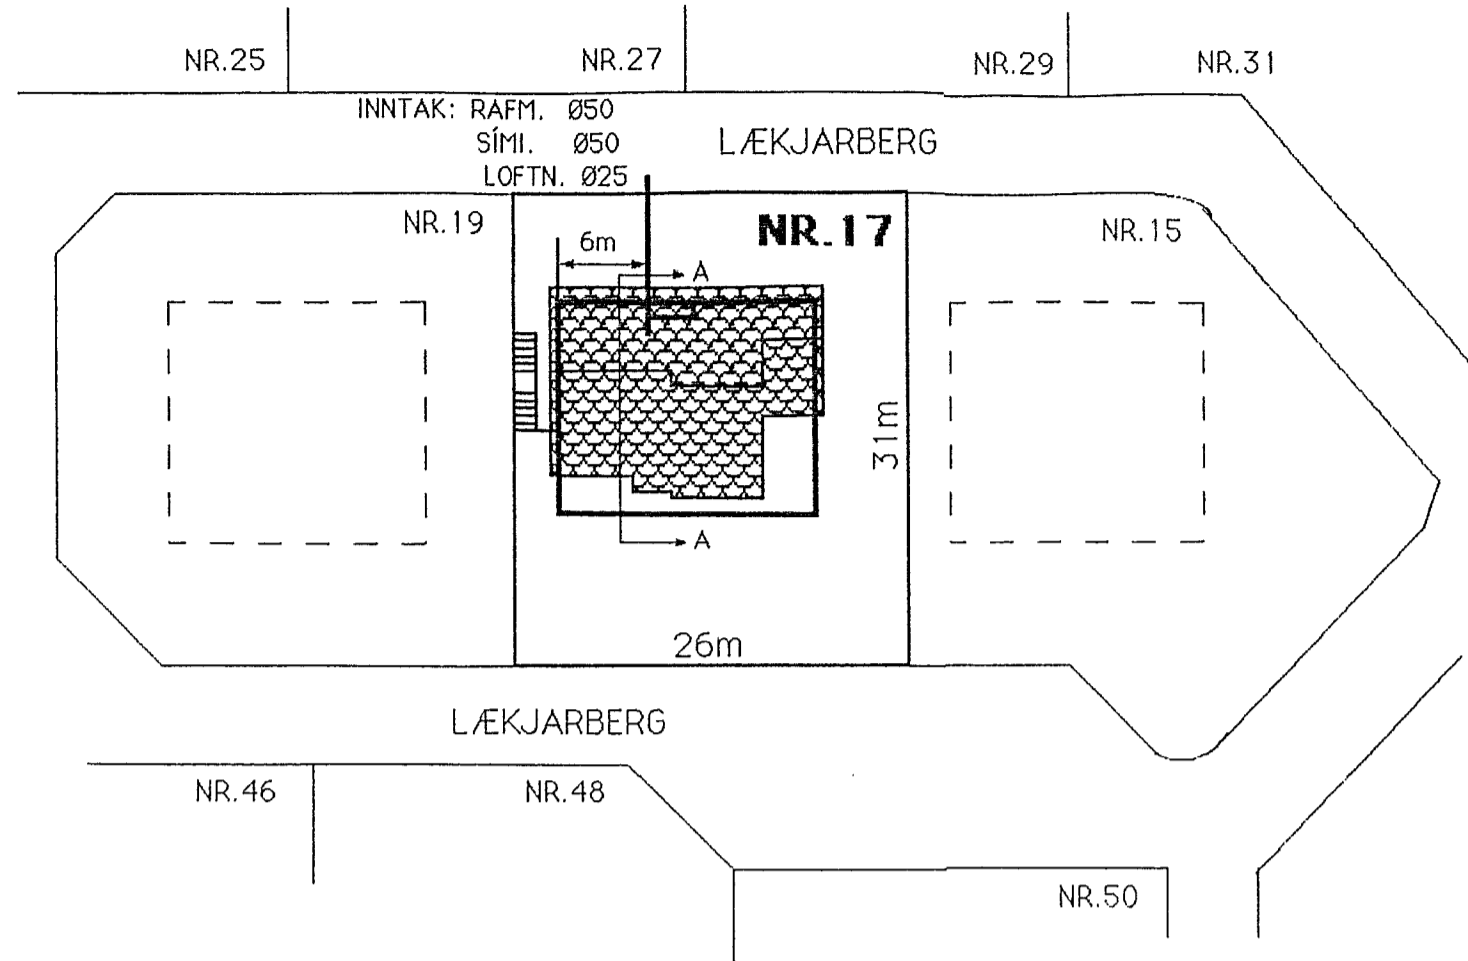 NR.25
NR.27
NR.29
NR.31
INNTAK: RAFM. Ø50
SÍMI. Ø50
LOFTN. Ø25
LÆKJARBERG
NR.19
NR.17
NR.15
6m
A
31m
A
26m
LÆKJARBERG
NR.46
NR.48
NR.50